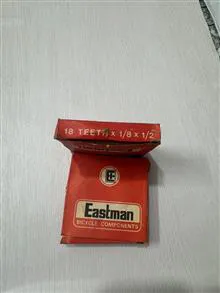 18 TEETH x 1/8 x 1/2
E
Eastman
BICYCLE COMPONENTS